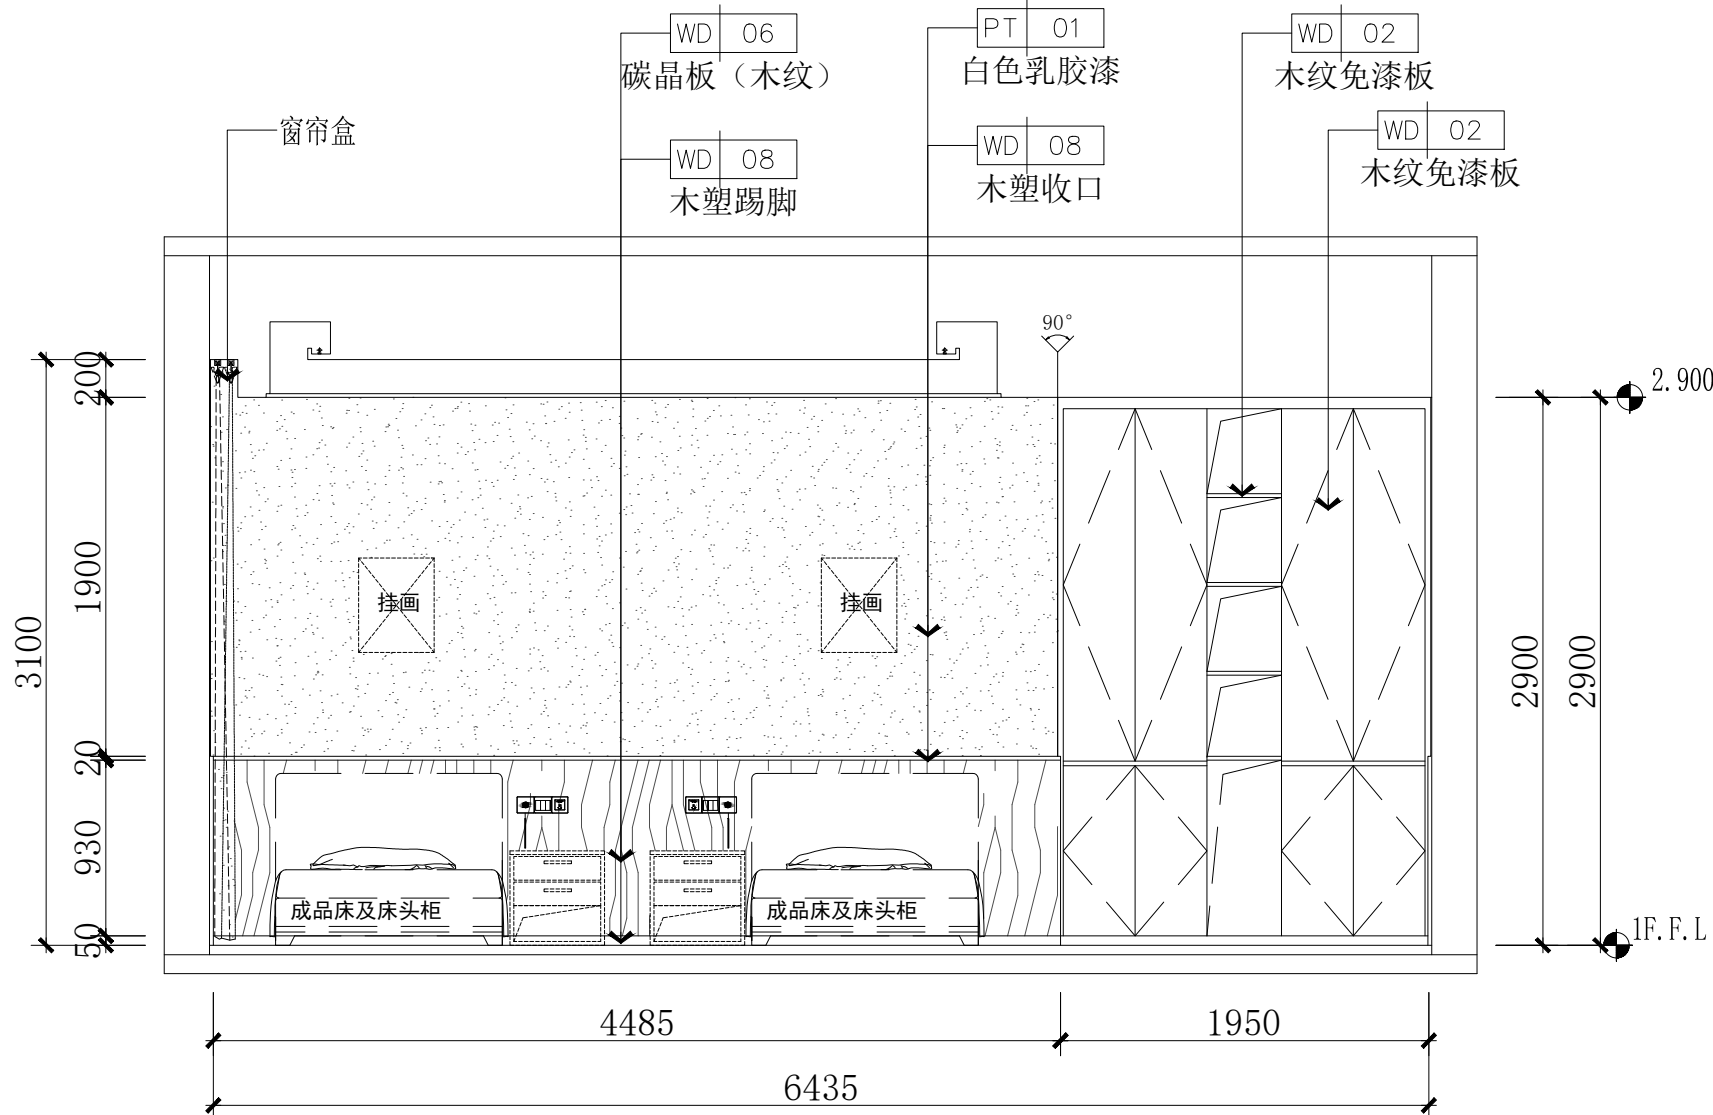 WD 06
碳晶板（木纹）
PT 01
白色乳胶漆
WD 02
木纹免漆板
窗帘盒
WD 08
木塑踢脚
WD 08
木塑收口
WD 02
木纹免漆板
90°
200
2.900
1900
3100
挂画
挂画
2900
2900
20
930
成品床及床头柜
成品床及床头柜
50
1F.F.L
4485
1950
6435